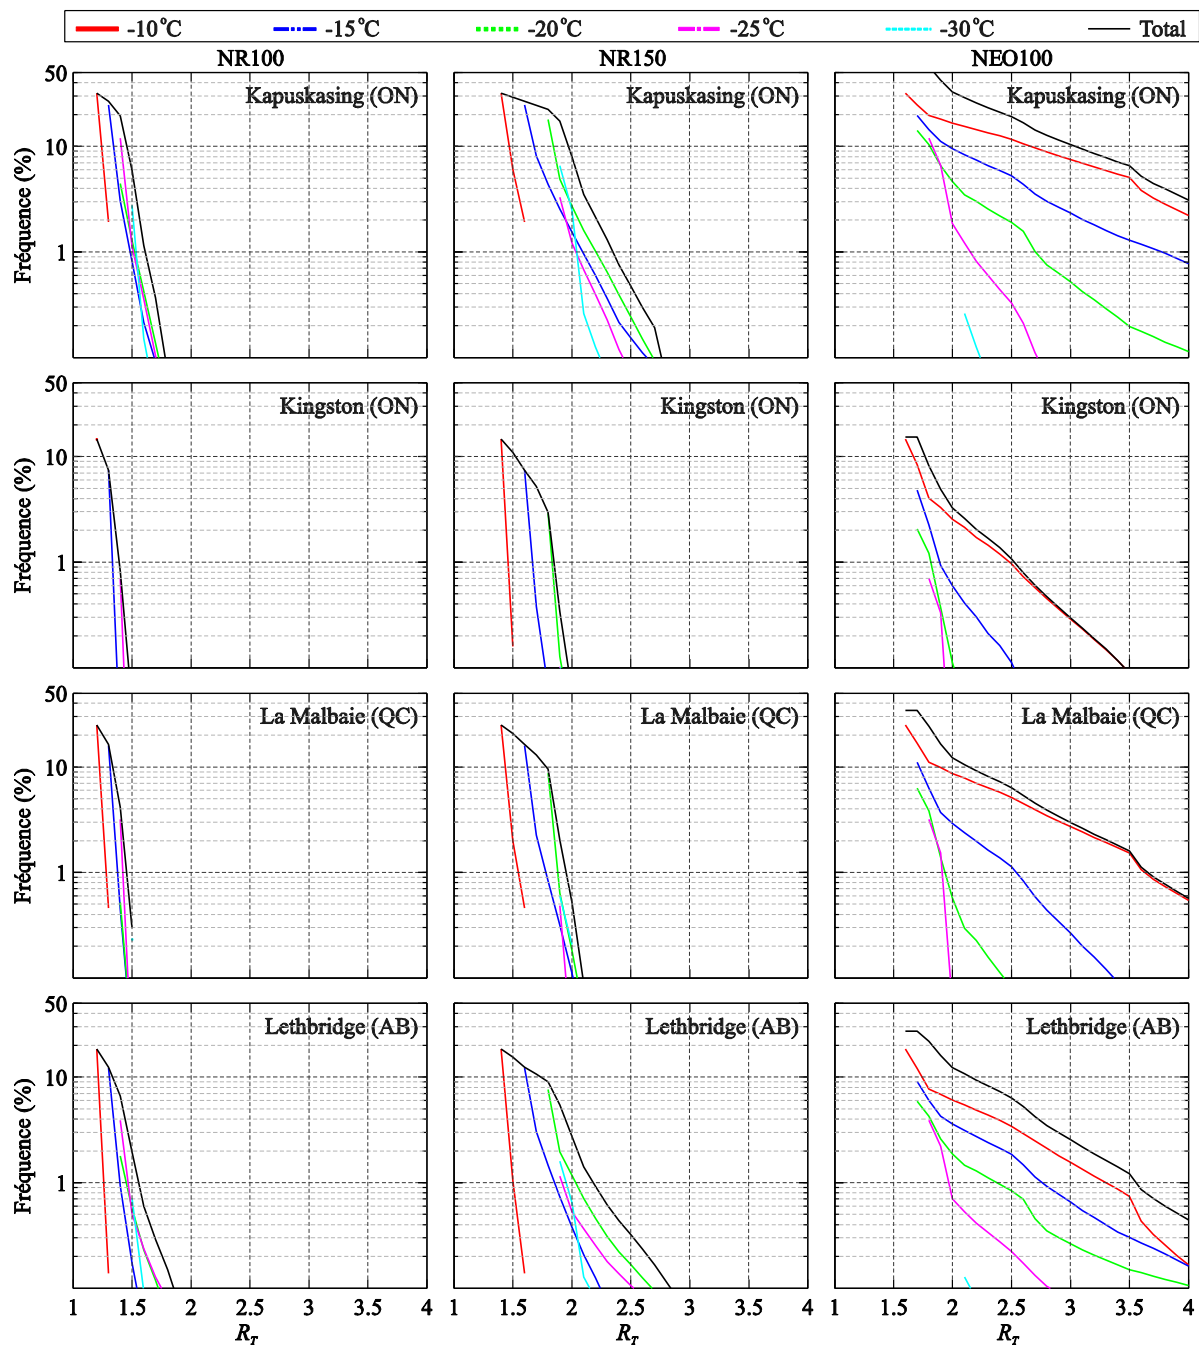 -10°C -15°C -20°C -25°C -30°C Total
NR100 NR150 NEO100
50 Kapuskasing (ON) Kapuskasing (ON) Kapuskasing (ON)
10
Fréquence (%)
1
50 Kingston (ON) Kingston (ON) Kingston (ON)
10
Fréquence (%)
1
50 La Malbaie (QC) La Malbaie (QC) La Malbaie (QC)
10
Fréquence (%)
1
50 Lethbridge (AB) Lethbridge (AB) Lethbridge (AB)
10
Fréquence (%)
1
1 1.5 2 2.5 3 3.5 4 1 1.5 2 2.5 3 3.5 4 1 1.5 2 2.5 3 3.5 4
R_T R_T R_T